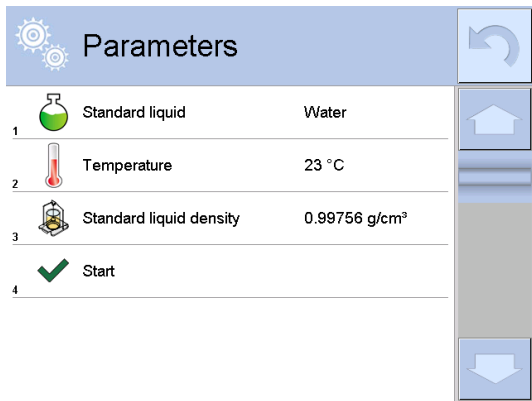 Parameters
1 Standard liquid Water
2 Temperature 23 °C
3 Standard liquid density 0.99756 g/cm³
4 Start